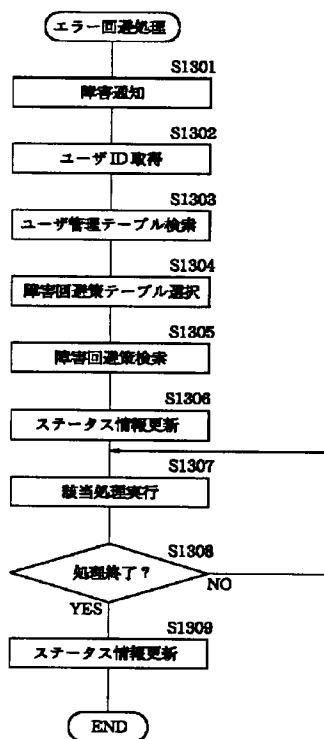 エラー回避処理
S1301
障害通知
S1302
ユーザID取得
S1303
ユーザ管理テーブル検索
S1304
障害回避策テーブル選択
S1305
障害回避策検索
S1306
ステータス情報更新
S1307
該当処理実行
S1308
処理終了?
NO
YES
S1309
ステータス情報更新
END